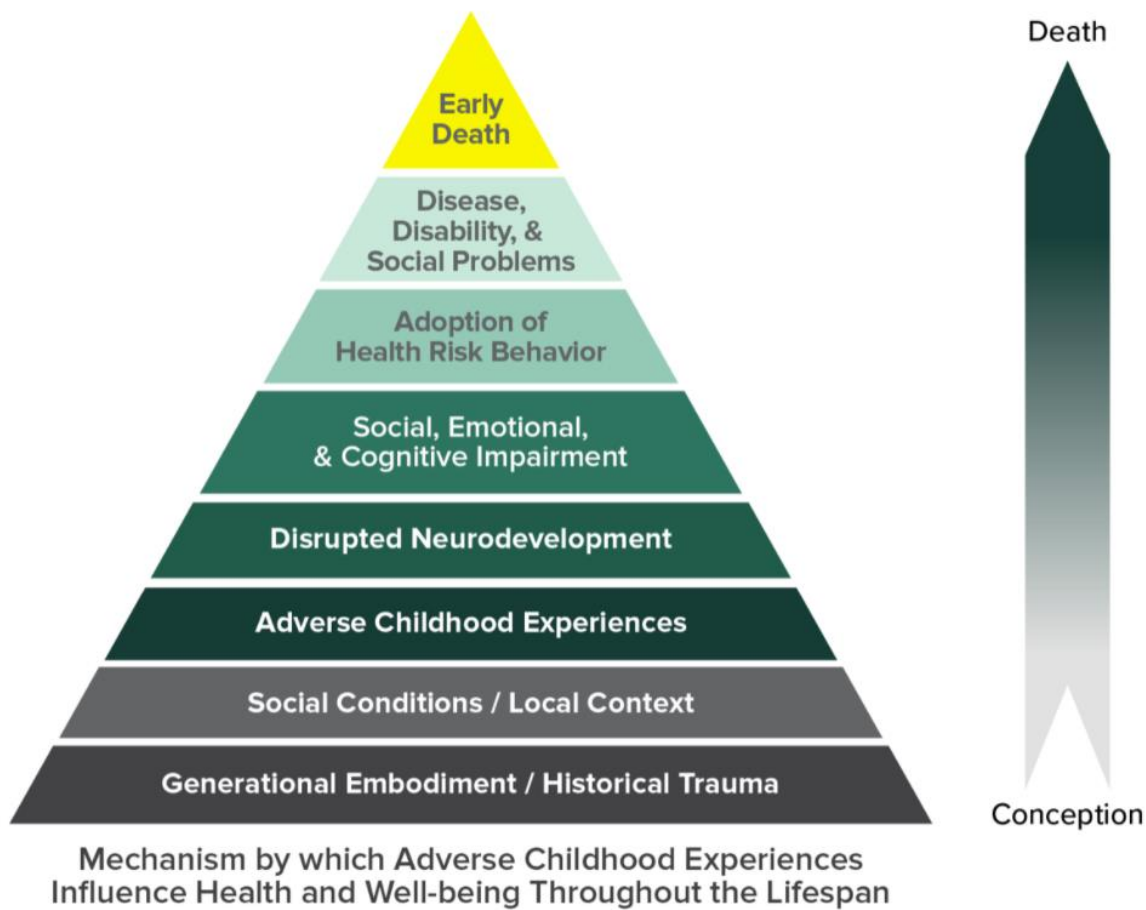 Death
Early
Death
Disease,
Disability, &
Social Problems
Adoption of
Health Risk Behavior
Social, Emotional,
& Cognitive Impairment
Disrupted Neurodevelopment
Adverse Childhood Experiences
Social Conditions / Local Context
Generational Embodiment / Historical Trauma
Conception
Mechanism by which Adverse Childhood Experiences
Influence Health and Well-being Throughout the Lifespan